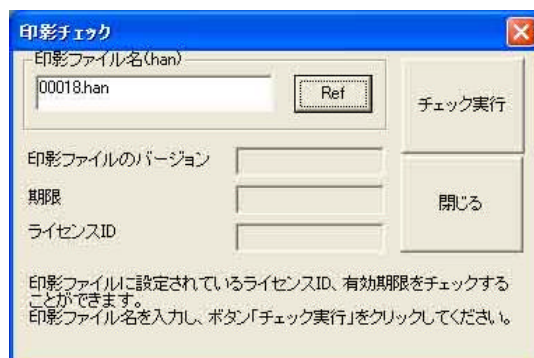 印影チェック
印影ファイル名(han)
00018.han
Ref
チェック実行
印影ファイルのバージョン
期限
閉じる
ライセンスID
印影ファイルに設定されているライセンスID、有効期限をチェックする
ことができます。
印影ファイル名を入力し、ボタン「チェック実行」をクリックしてください。